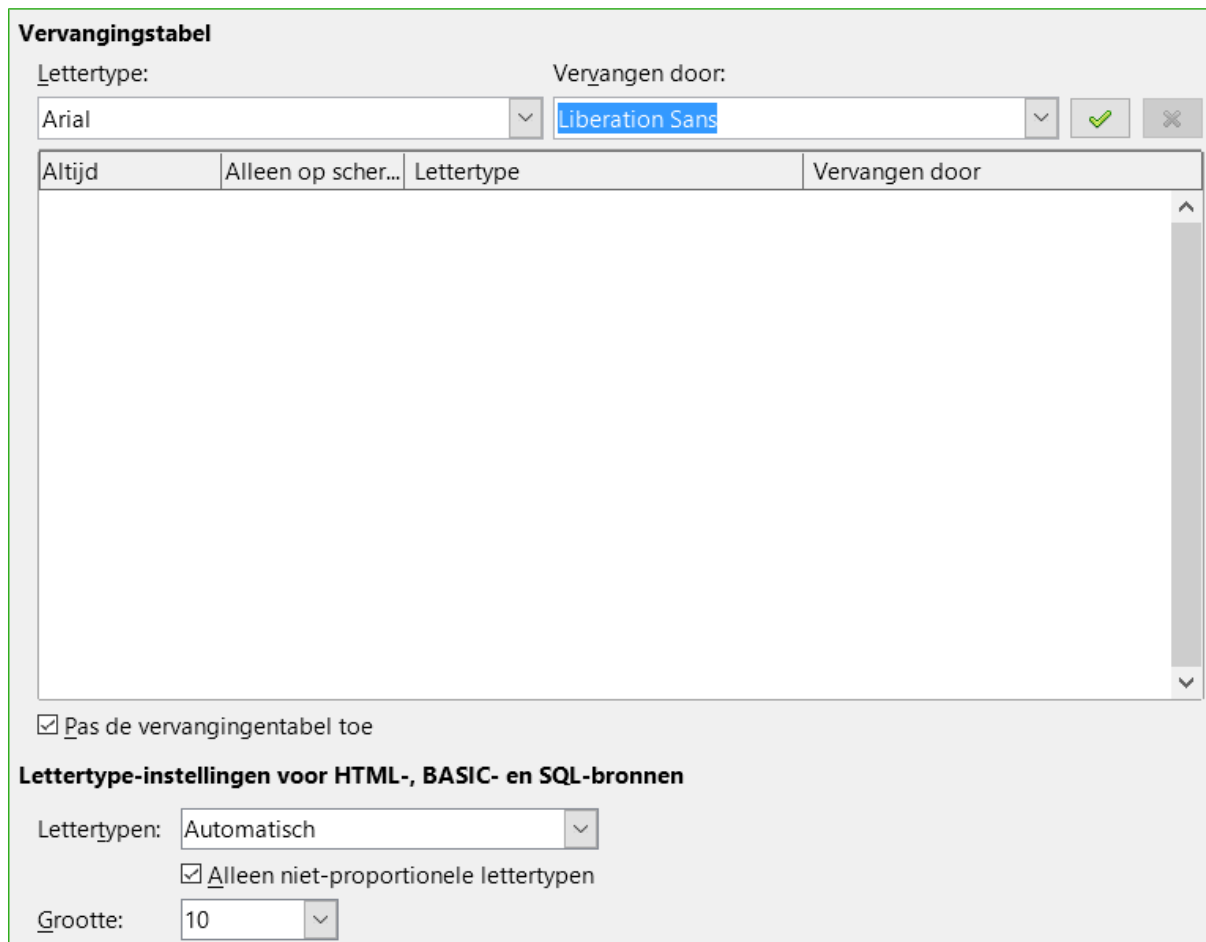 Vervangingstabel
Lettertype: Vervangen door:
Arial Liberation Sans
Altijd Alleen op scher... Lettertype Vervangen door
Pas de vervangingentabel toe
Lettertype-instellingen voor HTML-, BASIC- en SQL-bronnen
Lettertypen: Automatisch
Alleen niet-proportionele lettertypen
Grootte: 10